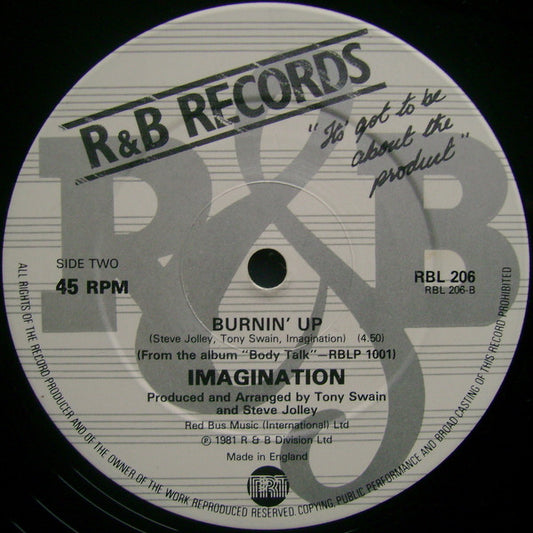 R&B RECORDS
"Its' got to be
about the
product"
R&B
SIDE TWO
45 RPM
RBL 206
RBL 206-B
BURNIN' UP
(Steve Jolley, Tony Swain, Imagination) (4.50)
(From the album "Body Talk"—RBLP 1001)
IMAGINATION
Produced and Arranged by Tony Swain
and Steve Jolley
Red Bus Music (International) Ltd
℗ 1981 R & B Division Ltd
Made in England
PRT
ALL RIGHTS OF THE RECORD PRODUCER AND OF THE OWNER OF THE WORK REPRODUCED RESERVED. COPYING, PUBLIC PERFORMANCE AND BROADCASTING OF THIS RECORD PROHIBITED